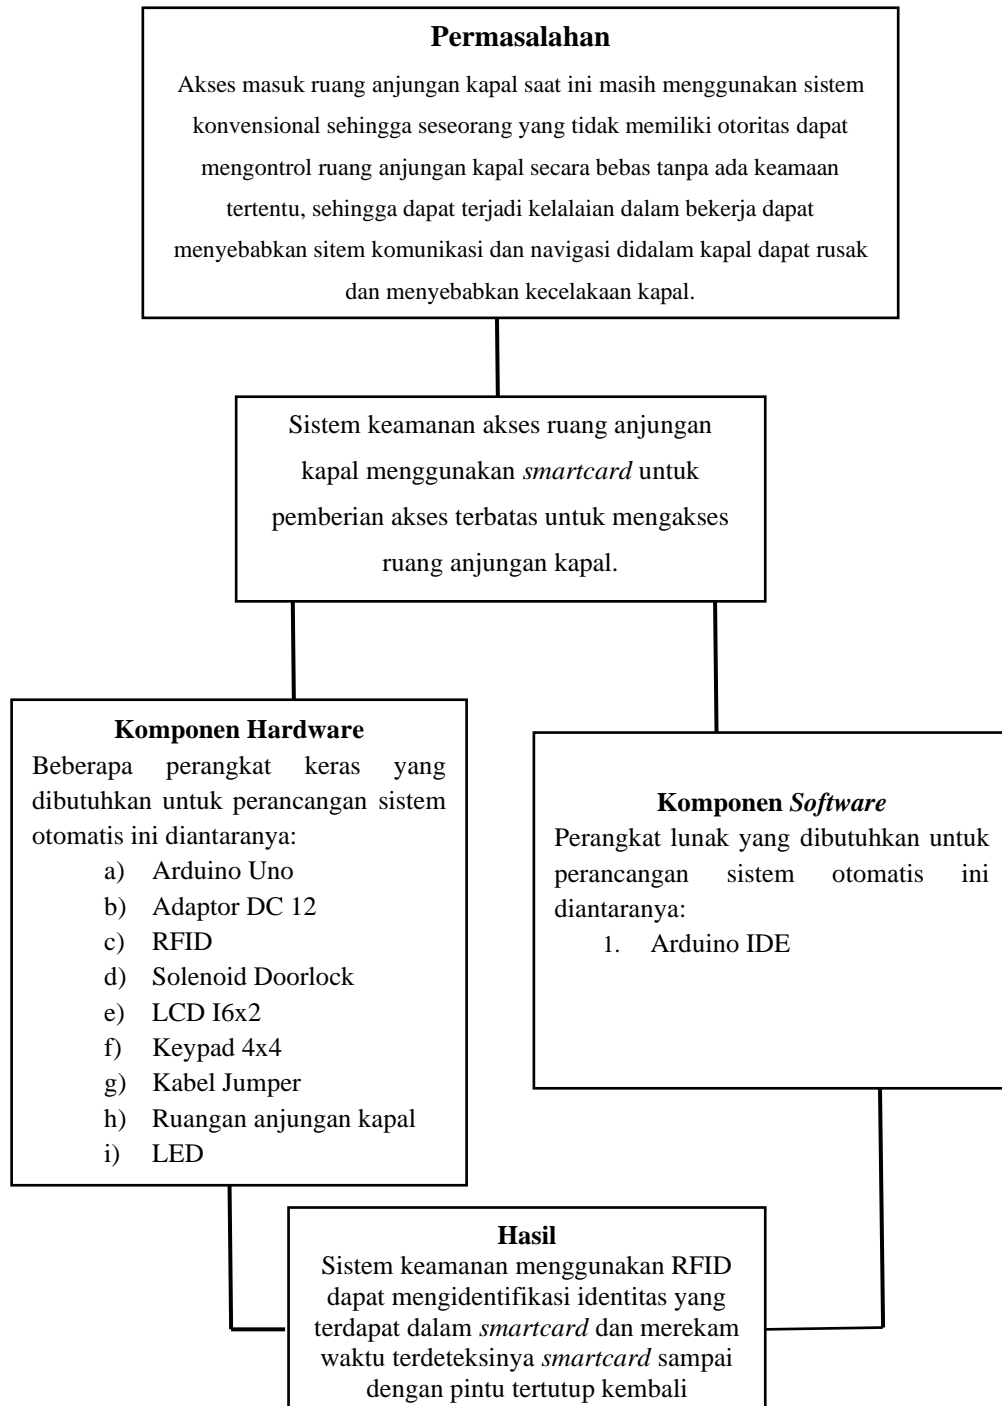 Permasalahan
Akses masuk ruang anjungan kapal saat ini masih menggunakan sistem
konvensional sehingga seseorang yang tidak memiliki otoritas dapat
mengontrol ruang anjungan kapal secara bebas tanpa ada keamaan
tertentu, sehingga dapat terjadi kelalaian dalam bekerja dapat
menyebabkan sitem komunikasi dan navigasi didalam kapal dapat rusak
dan menyebabkan kecelakaan kapal.
Sistem keamanan akses ruang anjungan
kapal menggunakan smartcard untuk
pemberian akses terbatas untuk mengakses
ruang anjungan kapal.
Komponen Hardware
Beberapa perangkat keras yang
dibutuhkan untuk perancangan sistem
otomatis ini diantaranya:
a) Arduino Uno
b) Adaptor DC 12
c) RFID
d) Solenoid Doorlock
e) LCD I6x2
f) Keypad 4x4
g) Kabel Jumper
h) Ruangan anjungan kapal
i) LED
Komponen Software
Perangkat lunak yang dibutuhkan untuk
perancangan sistem otomatis ini
diantaranya:
1. Arduino IDE
Hasil
Sistem keamanan menggunakan RFID
dapat mengidentifikasi identitas yang
terdapat dalam smartcard dan merekam
waktu terdeteksinya smartcard sampai
dengan pintu tertutup kembali